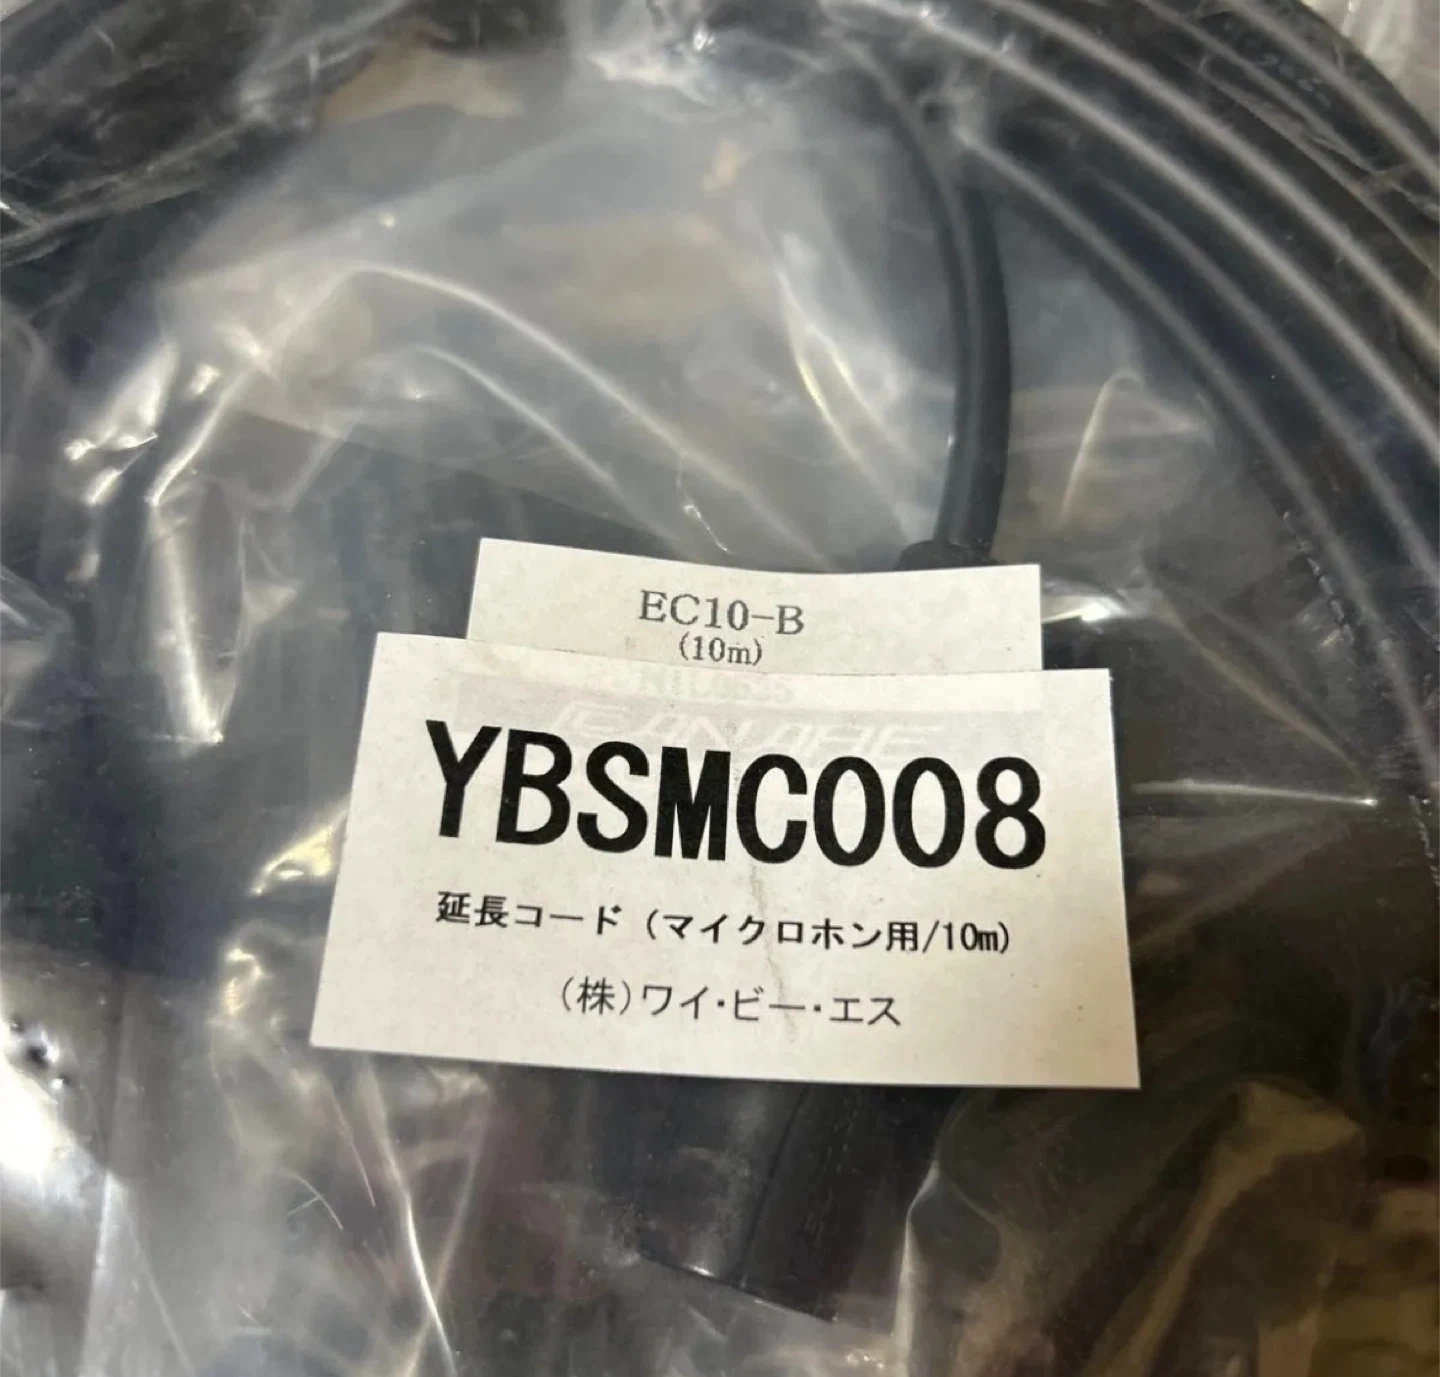 EC10-B
(10m)
CANARE
YBSMC008
延長コード (マイクロホン用/10m)
(株)ワイ・ビー・エス